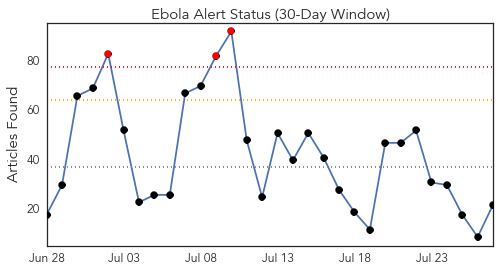 Ebola Alert Status (30-Day Window)
Articles Found
80
60
40
20
Jun 28 Jul 03 Jul 08 Jul 13 Jul 18 Jul 23